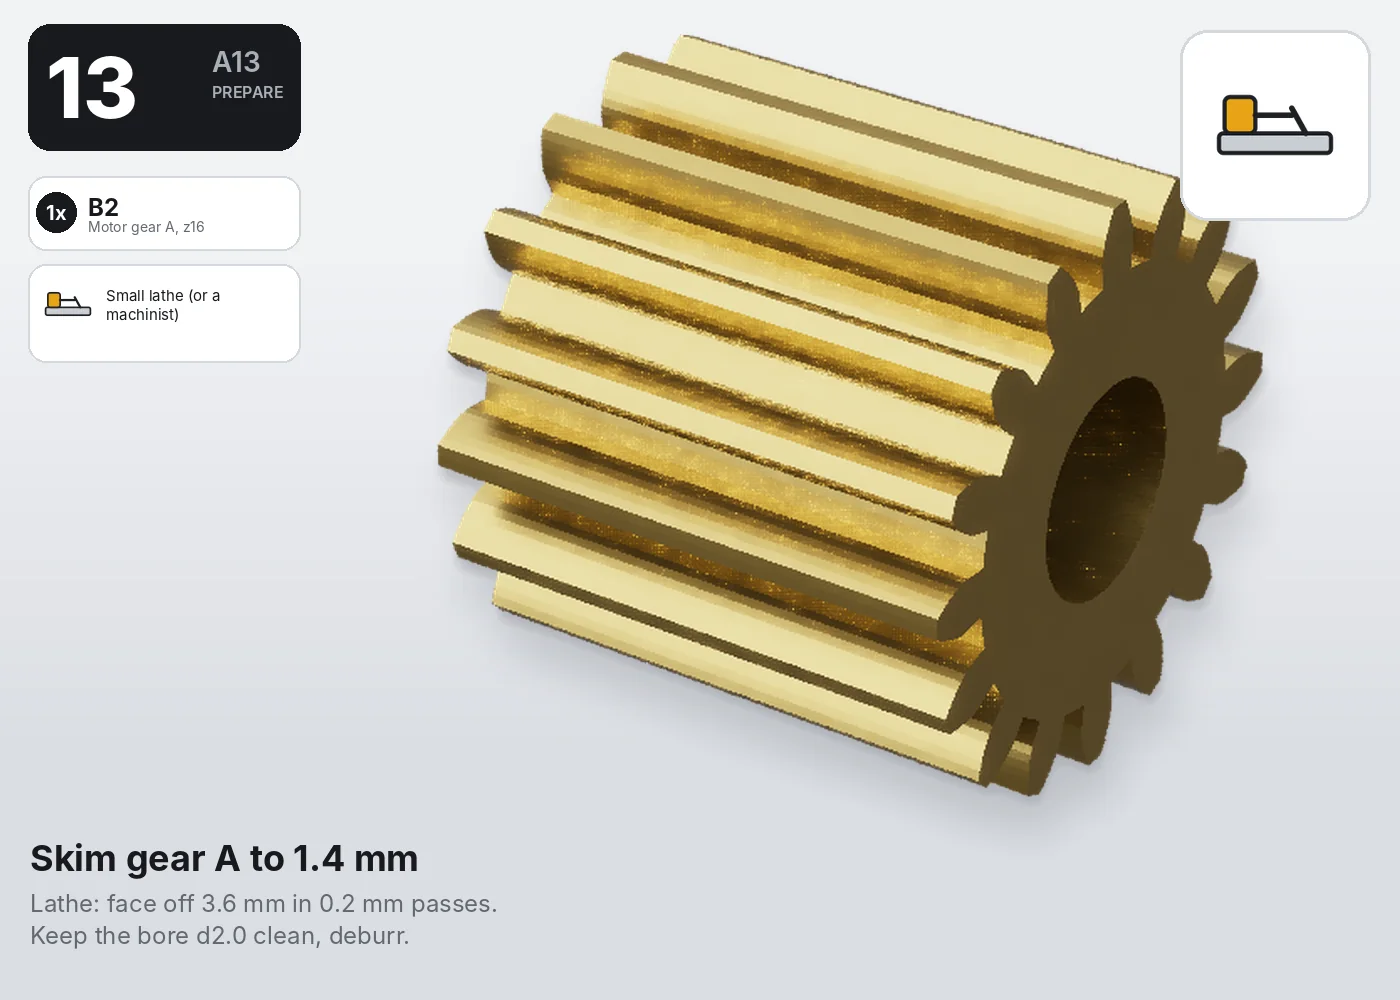 13
A13
PREPARE
1x
B2
Motor gear A, z16
Small lathe (or a
machinist)
Skim gear A to 1.4 mm
Lathe: face off 3.6 mm in 0.2 mm passes.
Keep the bore d2.0 clean, deburr.